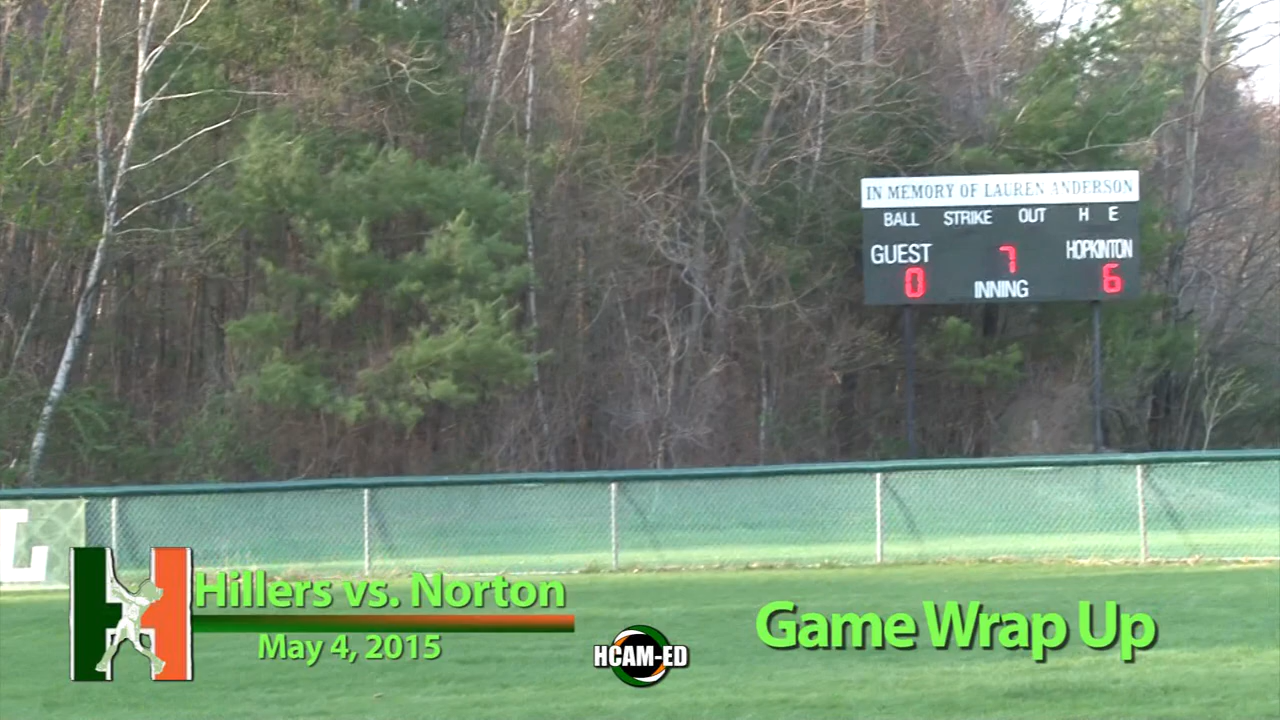 IN MEMORY OF LAUREN ANDERSON
BALL STRIKE OUT H E
GUEST 7 HOPKINTON
0 INNING 6
L
H
Hillers vs. Norton
May 4, 2015
HCAM-ED
Game Wrap Up